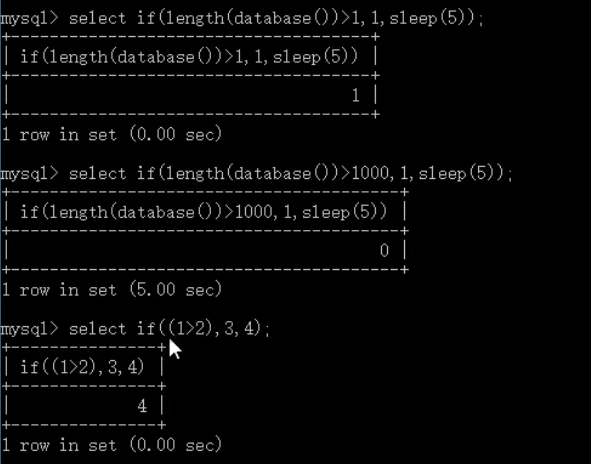 mysql> select if(length(database())>1,1,sleep(5));
+-------------------------------------+
| if(length(database())>1,1,sleep(5)) |
+-------------------------------------+
|                                   1 |
+-------------------------------------+
1 row in set (0.00 sec)
mysql> select if(length(database())>1000,1,sleep(5));
+----------------------------------------+
| if(length(database())>1000,1,sleep(5)) |
+----------------------------------------+
|                                      0 |
+----------------------------------------+
1 row in set (5.00 sec)
mysql> select if((1>2),3,4);
+---------------+
| if((1>2),3,4) |
+---------------+
|             4 |
+---------------+
1 row in set (0.00 sec)